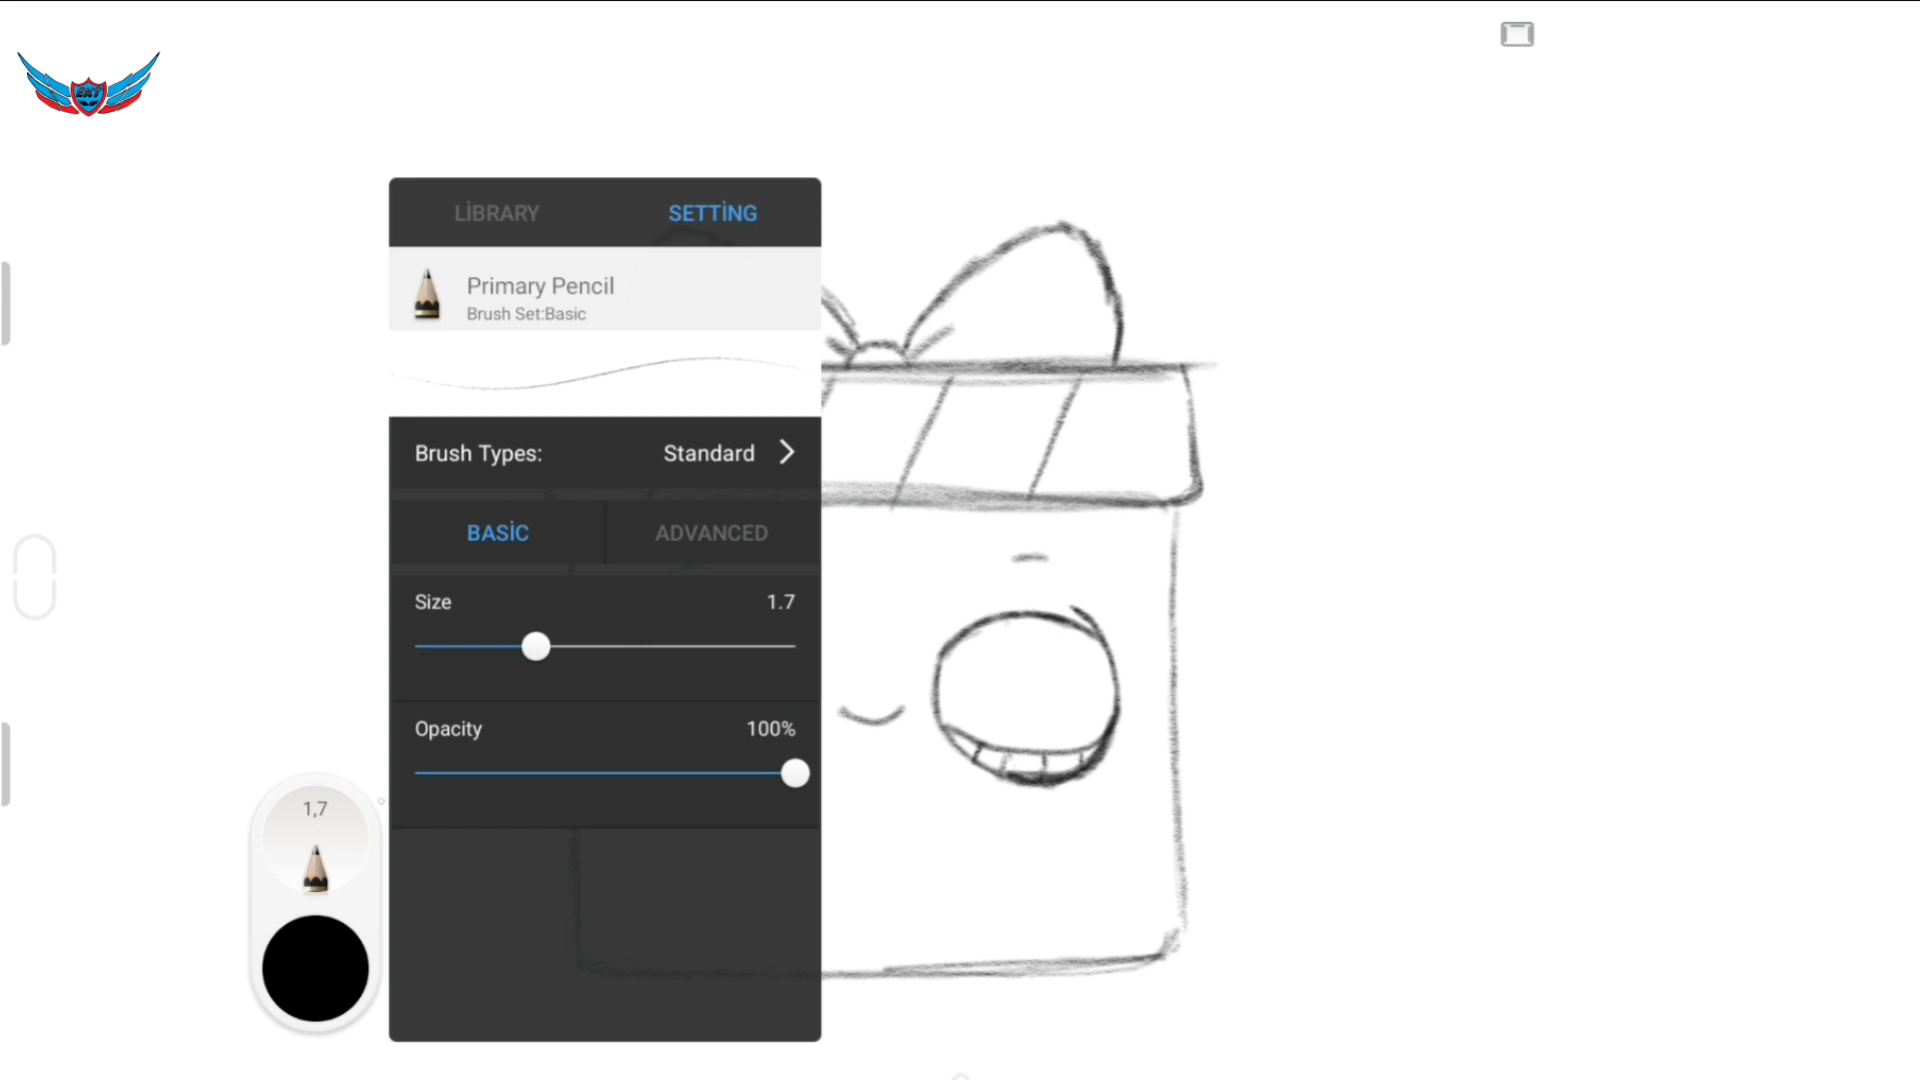 EKT
LİBRARY SETTİNG
Primary Pencil
Brush Set:Basic
Brush Types: Standard
BASİC ADVANCED
Size 1.7
Opacity 100%
1,7